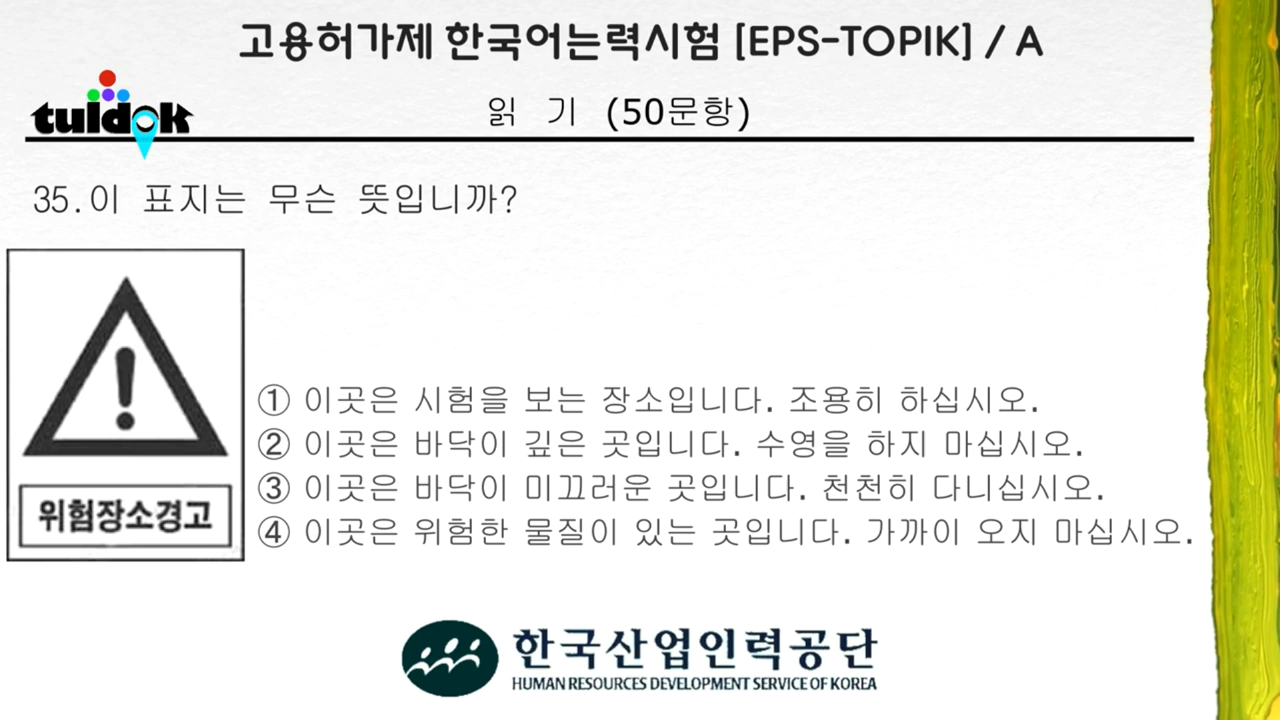 고용허가제 한국어능력시험 [EPS-TOPIK] / A
tuidok
읽 기 (50문항)
35.이 표지는 무슨 뜻입니까?
위험장소경고
① 이곳은 시험을 보는 장소입니다. 조용히 하십시오.
② 이곳은 바닥이 깊은 곳입니다. 수영을 하지 마십시오.
③ 이곳은 바닥이 미끄러운 곳입니다. 천천히 다니십시오.
④ 이곳은 위험한 물질이 있는 곳입니다. 가까이 오지 마십시오.
한국산업인력공단
HUMAN RESOURCES DEVELOPMENT SERVICE OF KOREA